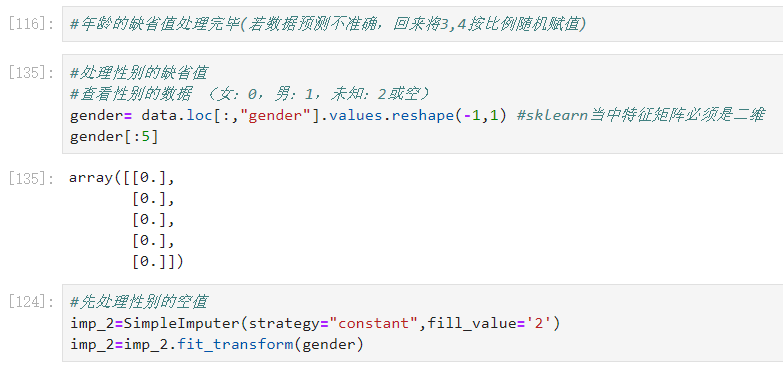 [116]: #年龄的缺省值处理完毕(若数据预测不准确，回来将3,4按比例随机赋值)
[135]: #处理性别的缺省值
#查看性别的数据 （女：0，男：1，未知：2或空）
gender= data.loc[:,"gender"].values.reshape(-1,1) #sklearn当中特征矩阵必须是二维
gender[:5]
[135]: array([[0.],
[0.],
[0.],
[0.],
[0.]])
[124]: #先处理性别的空值
imp_2=SimpleImputer(strategy="constant",fill_value='2')
imp_2=imp_2.fit_transform(gender)